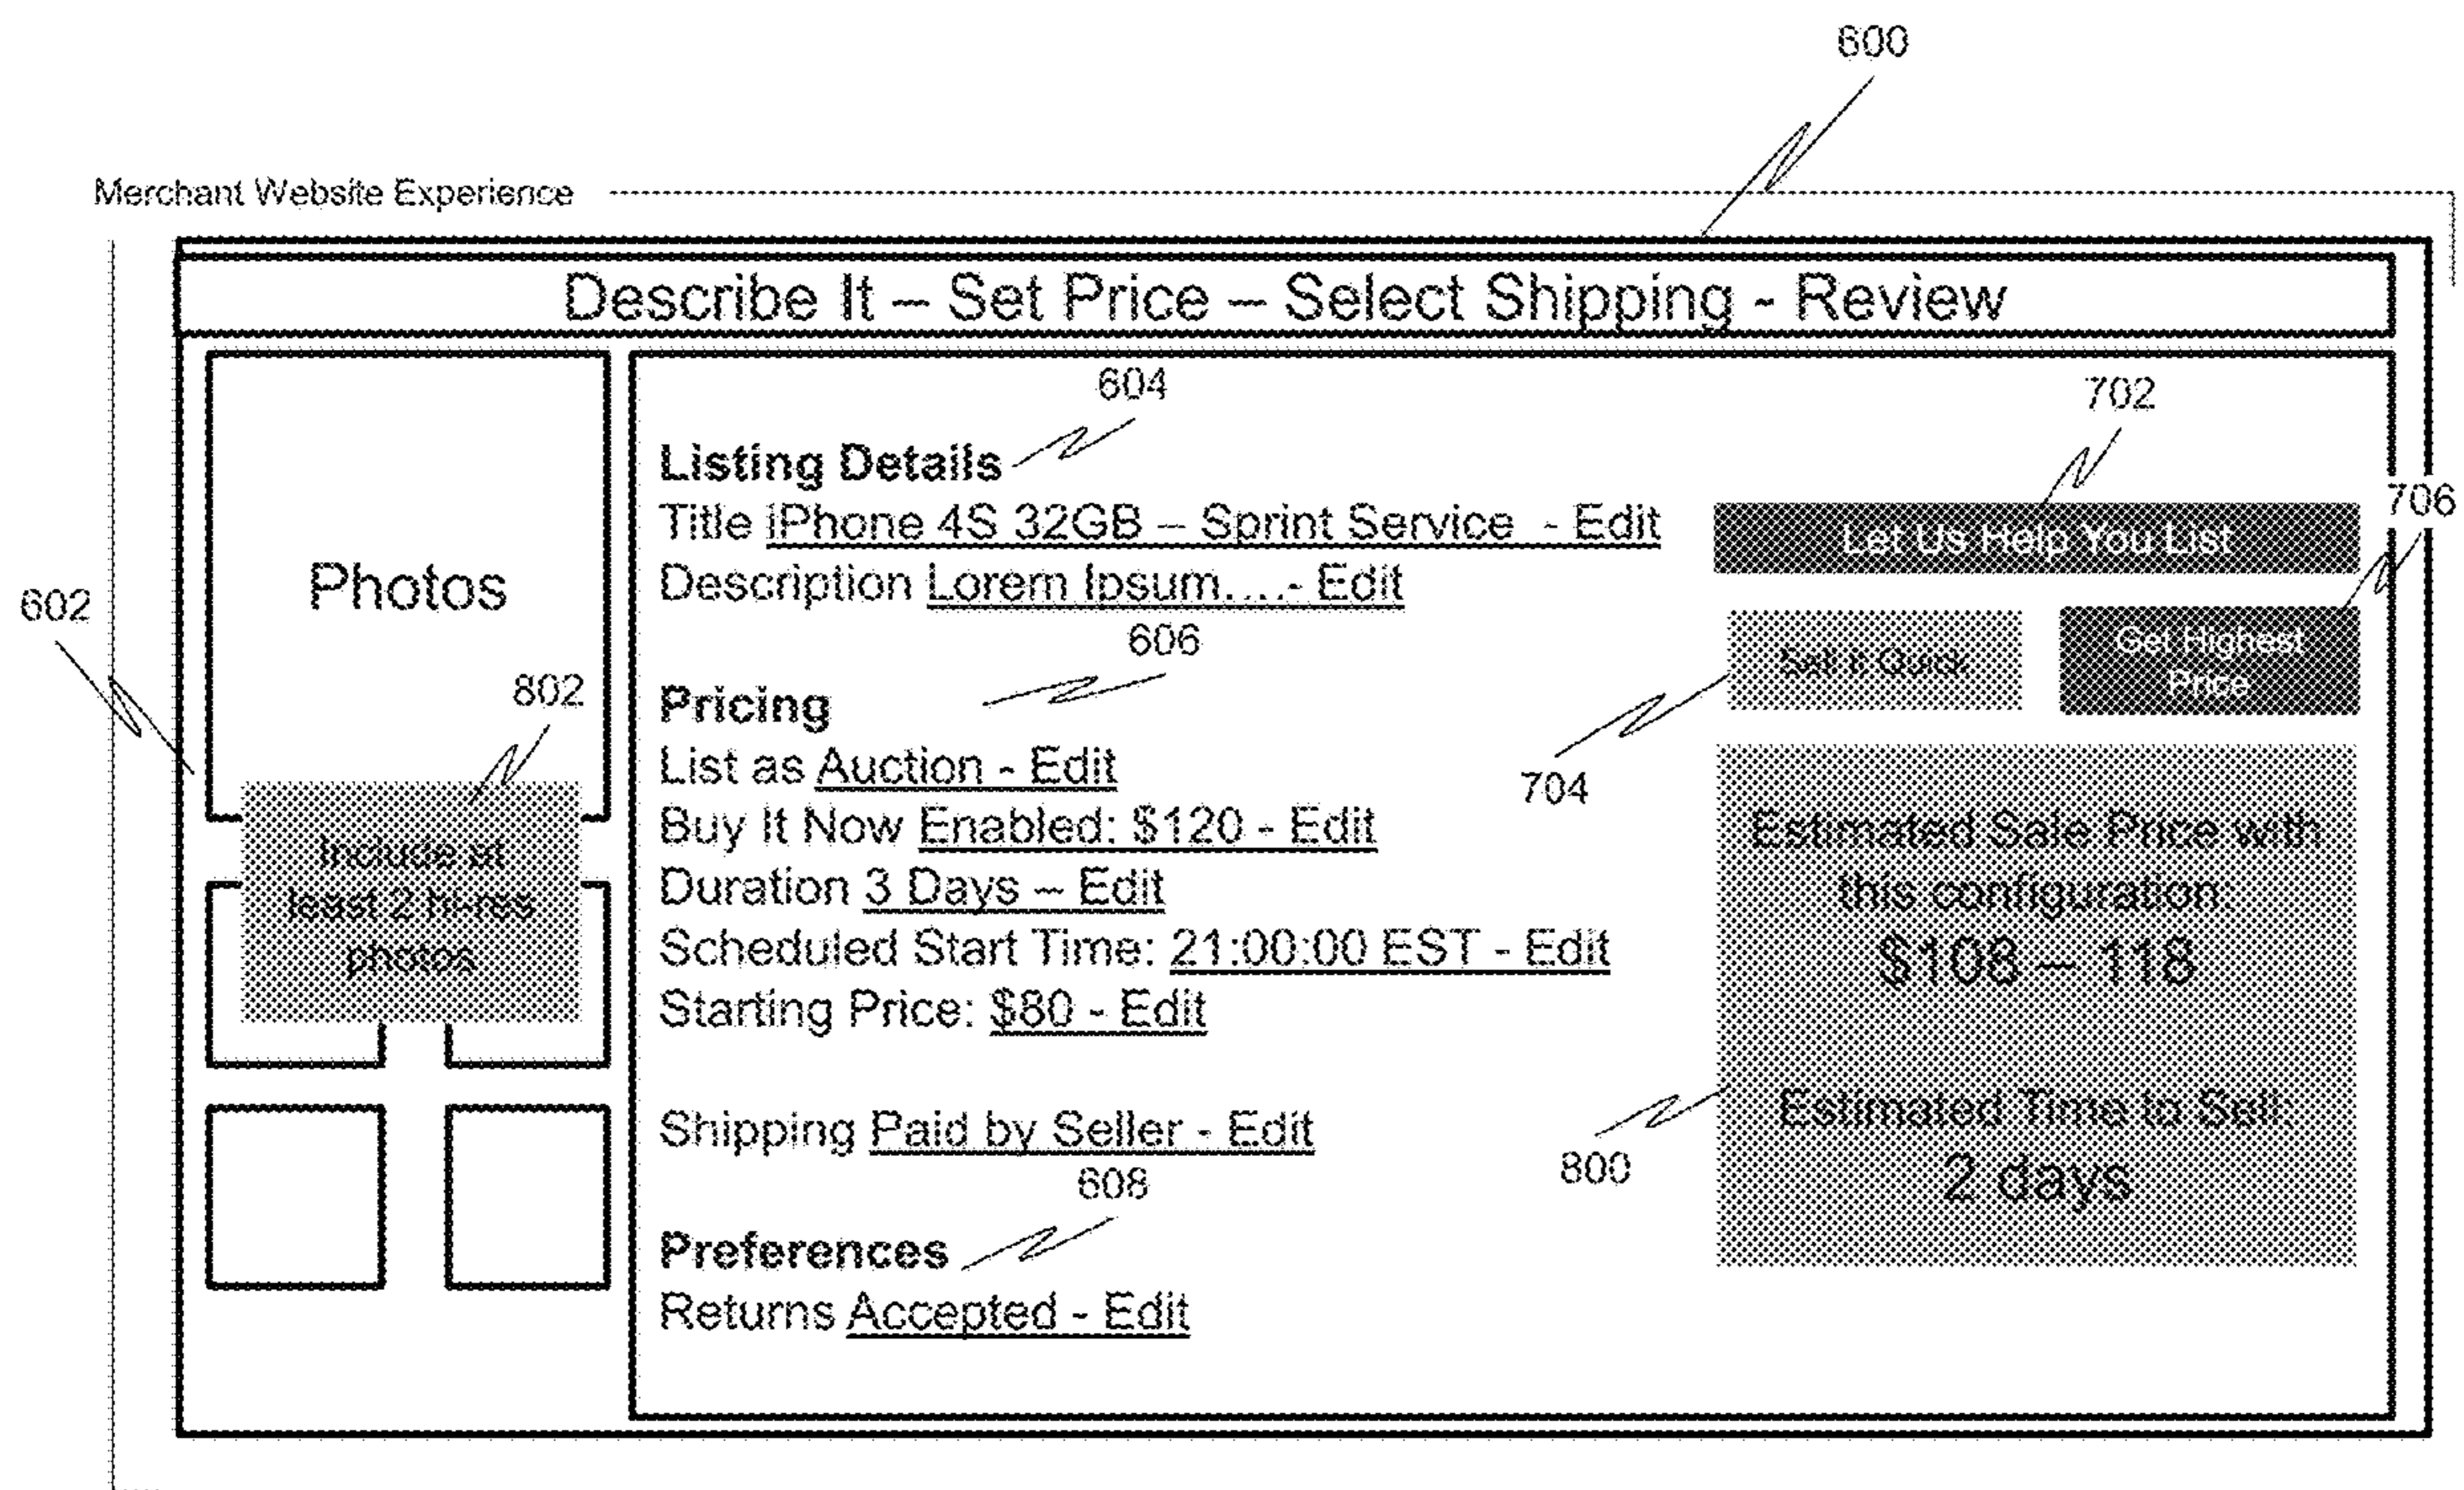 600
Merchant Website Experience
Describe It – Set Price – Select Shipping - Review
602
Photos
802
Include at
least 2 hi-res
photos
604
Listing Details
Title iPhone 4S 32GB – Sprint Service - Edit
Description Lorem Ipsum....- Edit
606
Pricing
List as Auction - Edit
Buy It Now Enabled: $120 - Edit
Duration 3 Days – Edit
Scheduled Start Time: 21:00:00 EST - Edit
Starting Price: $80 - Edit
Shipping Paid by Seller - Edit
608
Preferences
Returns Accepted - Edit
702
Let Us Help You List
706
Sell It Quick
Get Highest
Price
704
Estimated Sale Price with
this configuration:
$108 – 118
800
Estimated Time to Sell:
2 days